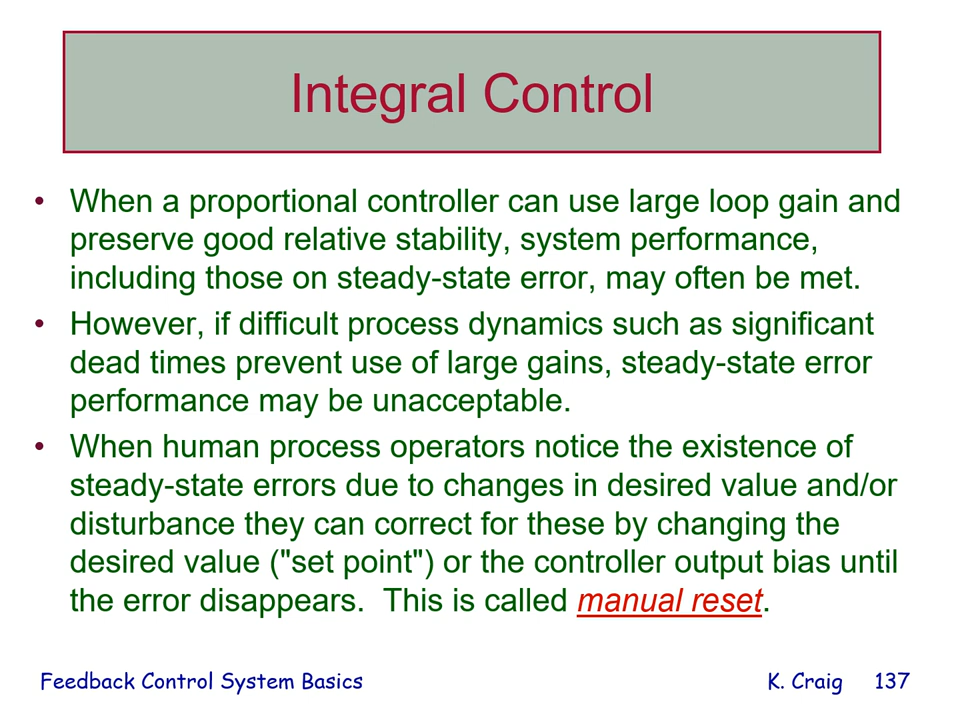 Integral Control
• When a proportional controller can use large loop gain and
preserve good relative stability, system performance,
including those on steady-state error, may often be met.
• However, if difficult process dynamics such as significant
dead times prevent use of large gains, steady-state error
performance may be unacceptable.
• When human process operators notice the existence of
steady-state errors due to changes in desired value and/or
disturbance they can correct for these by changing the
desired value ("set point") or the controller output bias until
the error disappears.  This is called manual reset.
Feedback Control System Basics K. Craig 137